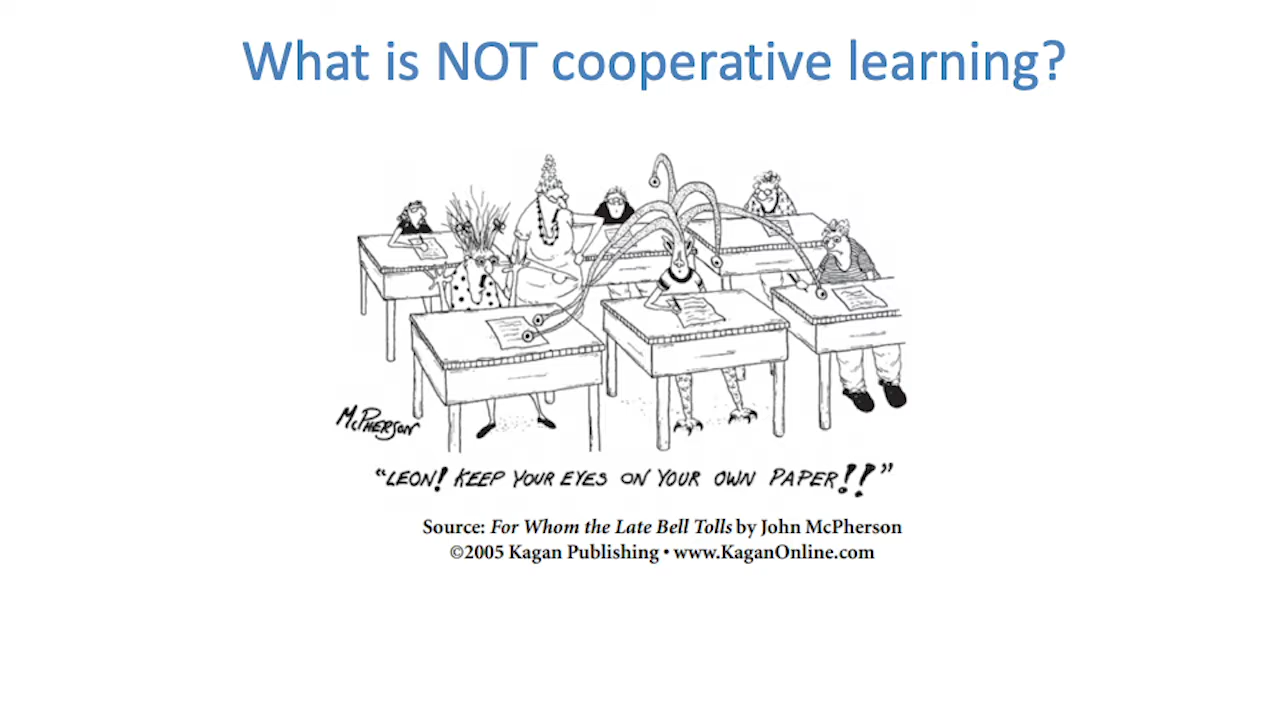 What is NOT cooperative learning?
McPHERSON
"LEON! KEEP YOUR EYES ON YOUR OWN PAPER!!"
Source: For Whom the Late Bell Tolls by John McPherson
©2005 Kagan Publishing • www.KaganOnline.com